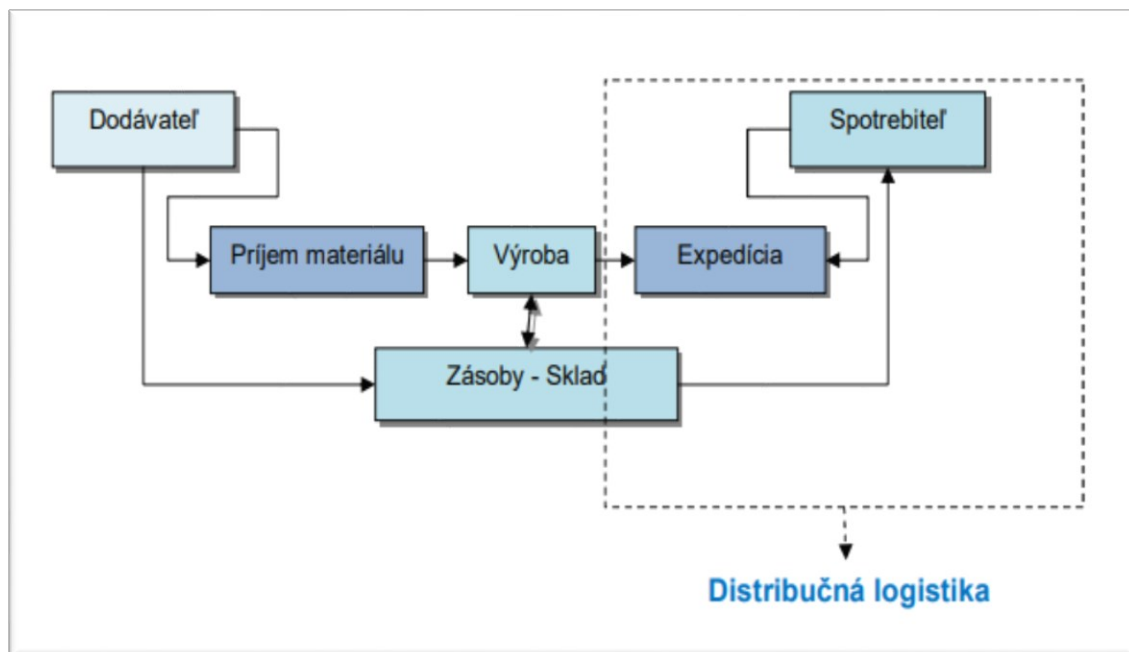 Dodávateľ
Spotrebiteľ
Príjem materiálu
Výroba
Expedícia
Zásoby - Sklad
Distribučná logistika